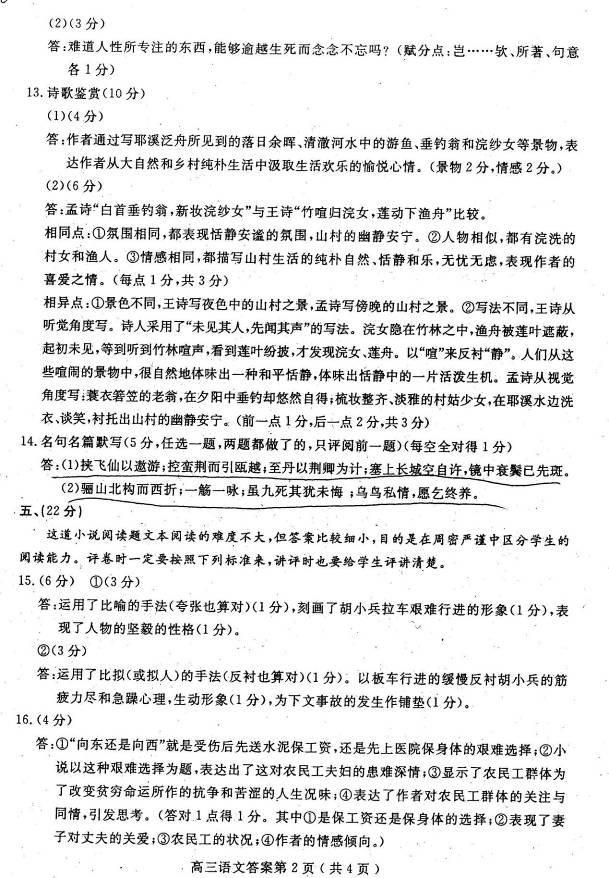 (2)(3分)
答:难道人性所专注的东西,能够逾越生死而念念不忘吗?(赋分点:岂……欤、所著、句意
各1分)
13.诗歌鉴赏(10分)
(1)(4分)
答:作者通过写耶溪泛舟所见到的落日余晖、清澈河水中的游鱼、垂钓翁和浣纱女等景物,表
达作者从大自然和乡村纯朴生活中汲取生活欢乐的愉悦心情。(景物2分,情感2分。)
(2)(6分)
答:孟诗“白首垂钓翁,新妆浣纱女”与王诗“竹喧归浣女,莲动下渔舟”比较。
相同点:①氛围相同,都表现恬静安谧的氛围,山村的幽静安宁。②人物相似,都有浣洗的
村女和渔人。③情感相同,都描写山村生活的纯朴自然、恬静和乐,无忧无虑,表现作者的
喜爱之情。(每点1分,共3分)
相异点:①景色不同,王诗写夜色中的山村之景,孟诗写傍晚的山村之景。②写法不同,王诗从
听觉角度写。诗人采用了“未见其人,先闻其声”的写法。浣女隐在竹林之中,渔舟被莲叶遮蔽,
起初未见,等到听到竹林喧声,看到莲叶纷披,才发现浣女、莲舟。以“喧”来反衬“静”。人们从这
些喧闹的景物中,很自然地体味出一种和平恬静,体味出恬静中的一片活泼生机。孟诗从视觉
角度写:蓑衣箬笠的老翁,在夕阳中垂钓却悠然自得;梳妆整齐、淡雅的村姑少女,在耶溪水边洗
衣、谈笑,衬托出山村的幽静安宁。(前一点1分,后一点2分,共3分)
14.名句名篇默写(5分,任选一题,两题都做了的,只评阅前一题)(每空全对得1分)
答:(1)挟飞仙以遨游;控蛮荆而引瓯越;至丹以荆卿为计;塞上长城空自许,镜中衰鬓已先斑。
(2)骊山北构而西折;一觞一咏;虽九死其犹未悔;乌鸟私情,愿乞终养。
五、(22分)
这道小说阅读题文本阅读的难度不大,但答案比较细小,目的是在周密严谨中区分学生的
阅读能力。评卷时一定要按照下列标准来,讲评时也要给学生评讲清楚。
15.(6分) ①(3分)
答:运用了比喻的手法(夸张也算对)(1分),刻画了胡小兵拉车艰难行进的形象(1分),表
现了人物的坚毅的性格(1分)。
②(3分)
答:运用了比拟(或拟人)的手法(反衬也算对)(1分)。以板车行进的缓慢反衬胡小兵的筋
疲力尽和急躁心理,生动形象(1分),为下文事故的发生作铺垫(1分)。
16.(4分)
答:①“向东还是向西”就是受伤后先送水泥保工资,还是先上医院保身体的艰难选择;②小
说以这种艰难选择为题,表达出了这对农民工夫妇的患难深情;③显示了农民工群体为
了改变贫穷命运所作的抗争和苦涩的人生况味;④表达了作者对农民工群体的关注与
同情,引发思考。(答对1点得1分。其中①是保工资还是保身体的选择;②表现了妻
子对丈夫的关爱;③农民工的状况;④作者的情感倾向。)
高三语文答案第2页(共4页)